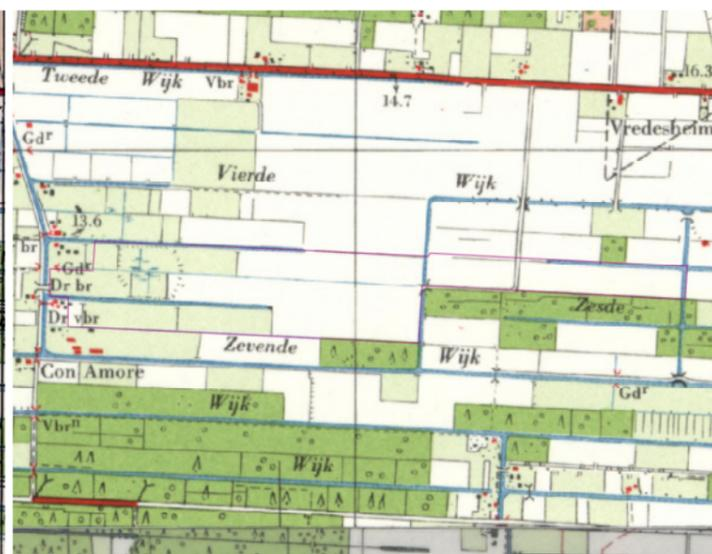 Tweede Wijk Vbr
14.7
16.3
Vredesheim
Gdr
Vierde Wijk
13.6
br
Gdr
Dr br
Zesde
Dr vbr
Zevende Wijk
Con Amore
Gdr
Wijk
Vbrn
Wijk